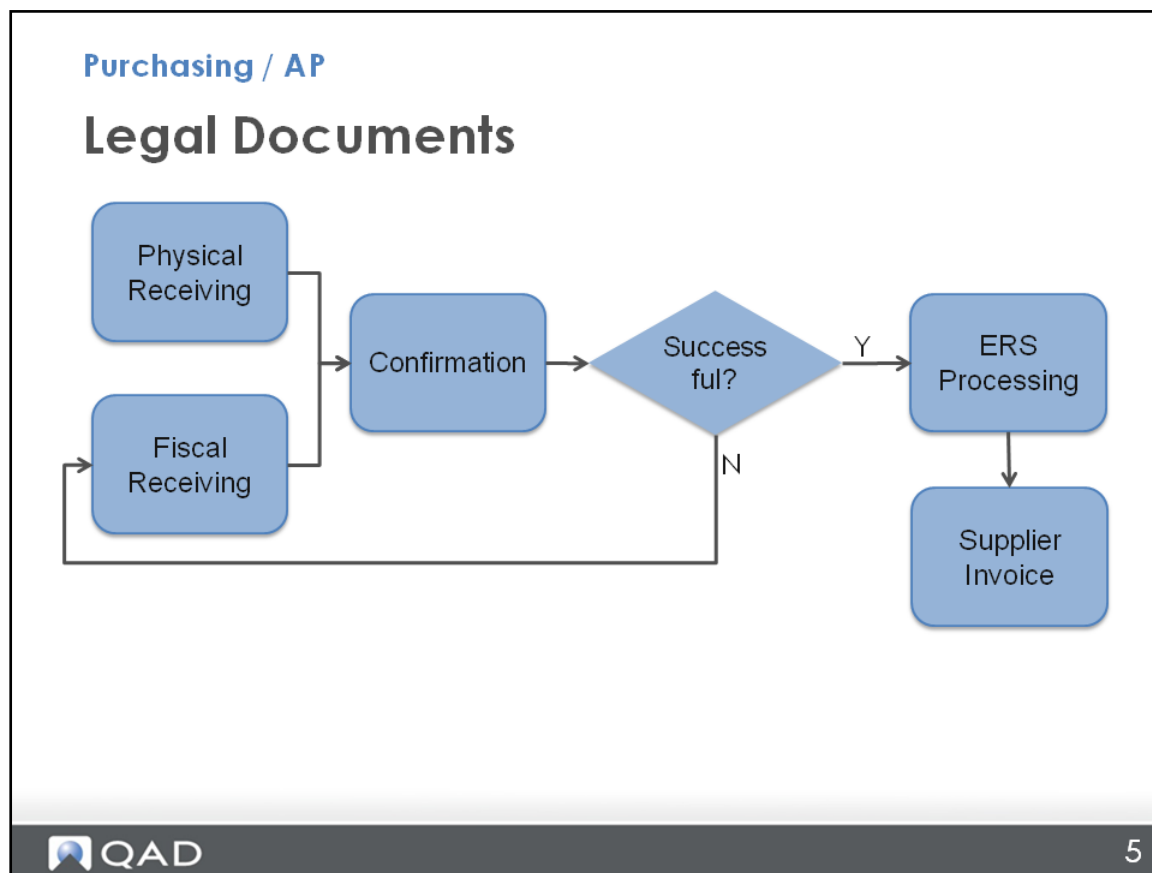 Purchasing / AP
Legal Documents
Physical
Receiving
Fiscal
Receiving
Confirmation
Success
ful?
Y
N
ERS
Processing
Supplier
Invoice
QAD
5